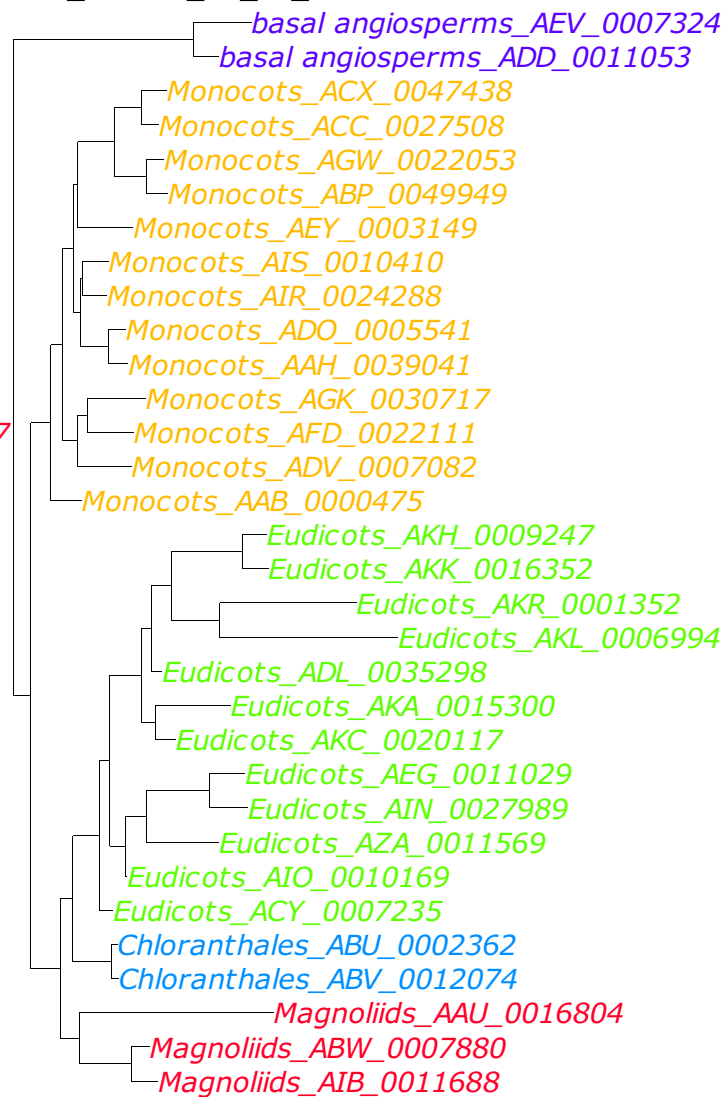 basal angiosperms_AEV_0007324
basal angiosperms_ADD_0011053
Monocots_ACX_0047438
Monocots_ACC_0027508
Monocots_AGW_0022053
Monocots_ABP_0049949
Monocots_AEY_0003149
Monocots_AIS_0010410
Monocots_AIR_0024288
Monocots_ADO_0005541
Monocots_AAH_0039041
Monocots_AGK_0030717
Monocots_AFD_0022111
Monocots_ADV_0007082
Monocots_AAB_0000475
Eudicots_AKH_0009247
Eudicots_AKK_0016352
Eudicots_AKR_0001352
Eudicots_AKL_0006994
Eudicots_ADL_0035298
Eudicots_AKA_0015300
Eudicots_AKC_0020117
Eudicots_AEG_0011029
Eudicots_AIN_0027989
Eudicots_AZA_0011569
Eudicots_AIO_0010169
Eudicots_ACY_0007235
Chloranthales_ABU_0002362
Chloranthales_ABV_0012074
Magnoliids_AAU_0016804
Magnoliids_ABW_0007880
Magnoliids_AIB_0011688